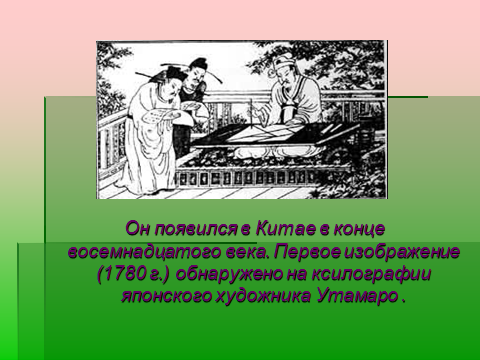 Он появился в Китае в конце
восемнадцатого века. Первое изображение
(1780 г.) обнаружено на ксилографии
японского художника Утамаро .